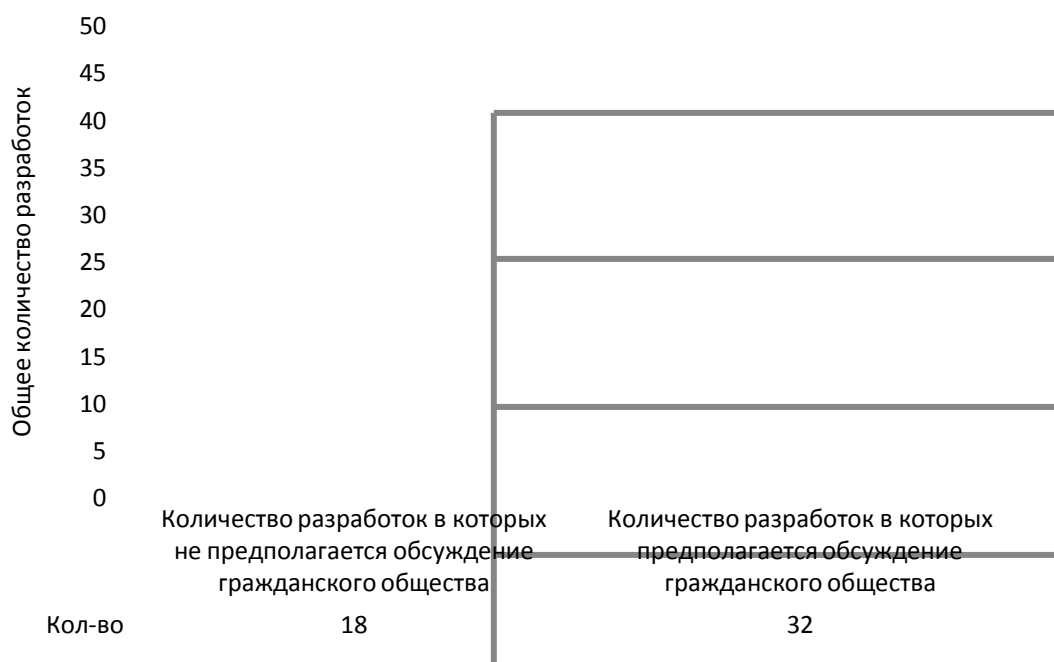 Общее количество разработок
50
45
40
35
30
25
20
15
10
5
0
Количество разработок в которых
не предполагается обсуждение
гражданского общества
Количество разработок в которых
предполагается обсуждение
гражданского общества
Кол-во 18 32